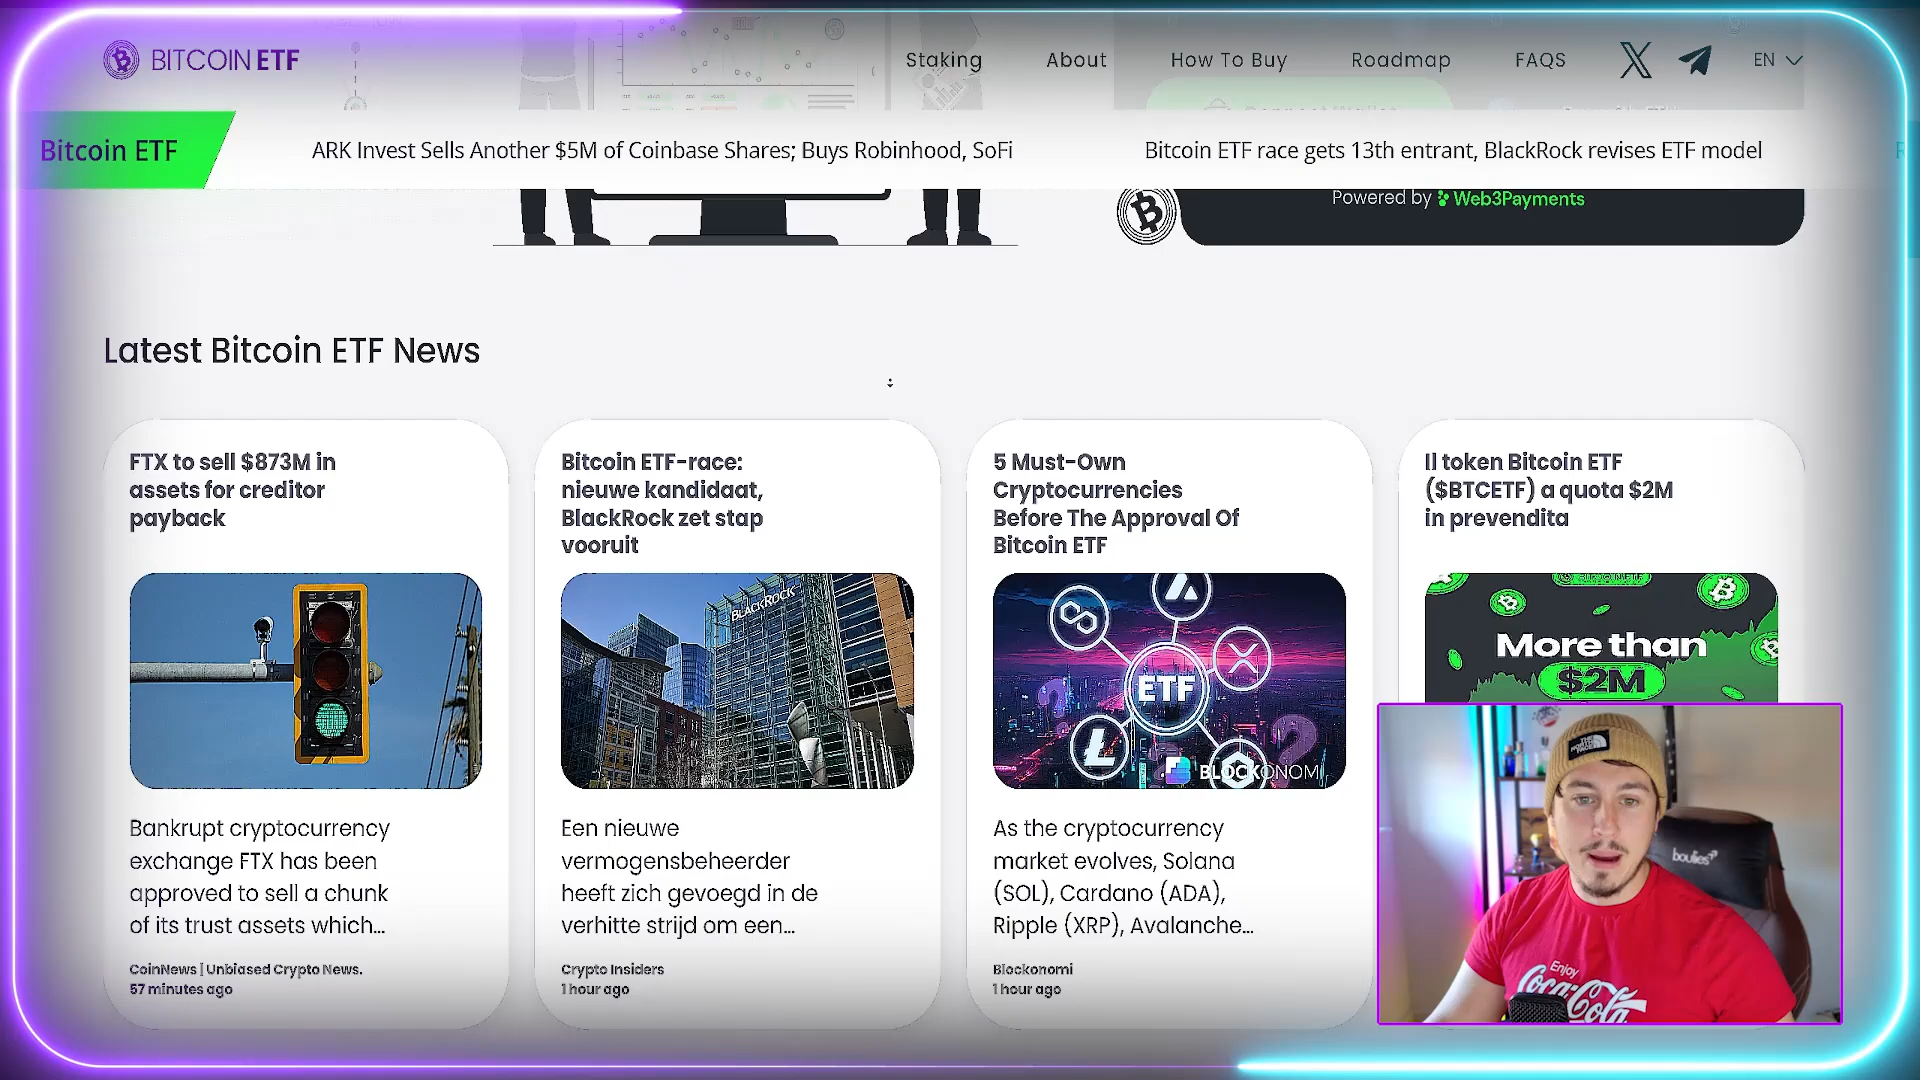 BITCOIN ETF
Staking
About
How To Buy
Roadmap
FAQS
EN
Bitcoin ETF
ARK Invest Sells Another $5M of Coinbase Shares; Buys Robinhood, SoFi
Bitcoin ETF race gets 13th entrant, BlackRock revises ETF model
Powered by Web3Payments
Latest Bitcoin ETF News
FTX to sell $873M in
assets for creditor
payback
Bankrupt cryptocurrency
exchange FTX has been
approved to sell a chunk
of its trust assets which...
CoinNews | Unbiased Crypto News.
57 minutes ago
Bitcoin ETF-race:
nieuwe kandidaat,
BlackRock zet stap
vooruit
BLACKROCK
Een nieuwe
vermogensbeheerder
heeft zich gevoegd in de
verhitte strijd om een...
Crypto Insiders
1 hour ago
5 Must-Own
Cryptocurrencies
Before The Approval Of
Bitcoin ETF
ETF
BLOCKONOMI
As the cryptocurrency
market evolves, Solana
(SOL), Cardano (ADA),
Ripple (XRP), Avalanche...
Blockonomi
1 hour ago
Il token Bitcoin ETF
($BTCETF) a quota $2M
in prevendita
More than
$2M
THE NORTH FACE
boulies
Enjoy
Coca-Cola